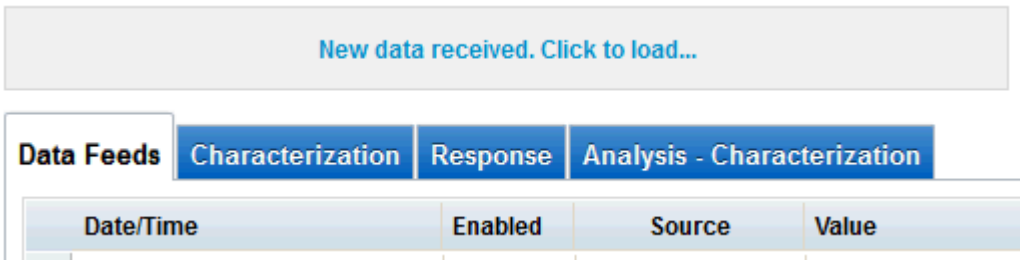 New data received. Click to load...
Data Feeds Characterization Response Analysis - Characterization
Date/Time Enabled Source Value